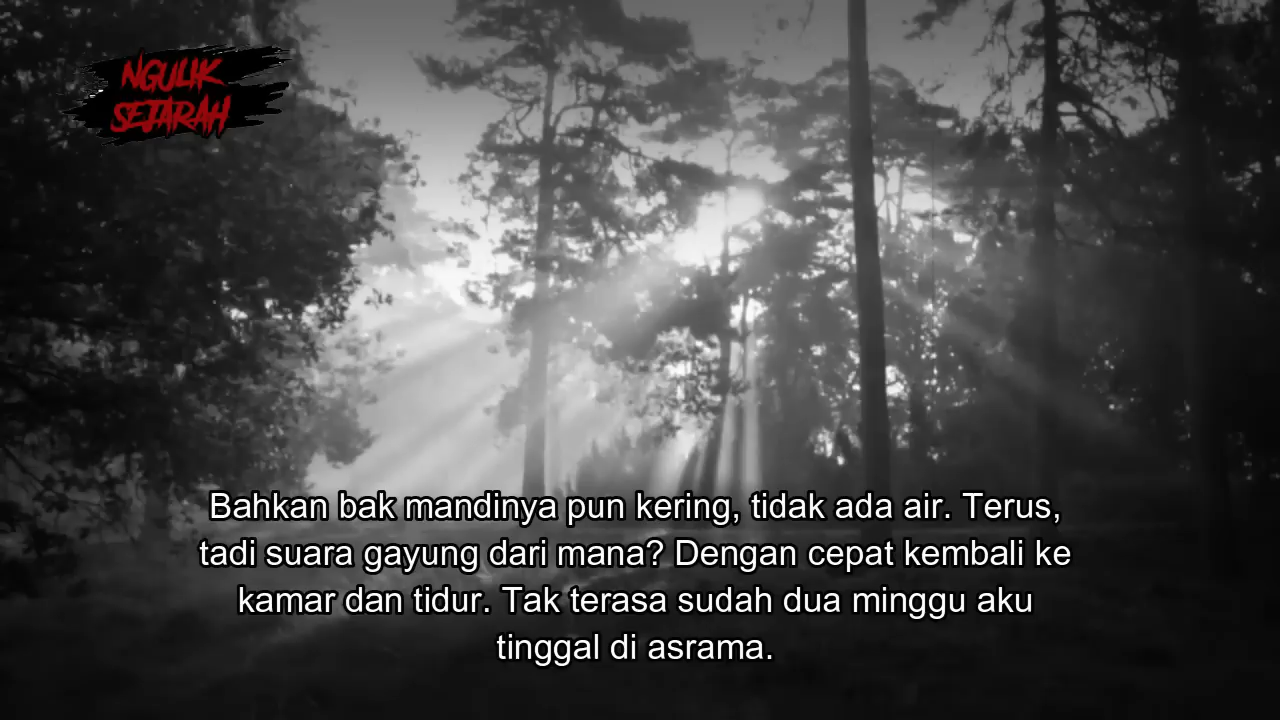 NGULIK
SEJARAH
Bahkan bak mandinya pun kering, tidak ada air. Terus,
tadi suara gayung dari mana? Dengan cepat kembali ke
kamar dan tidur. Tak terasa sudah dua minggu aku
tinggal di asrama.